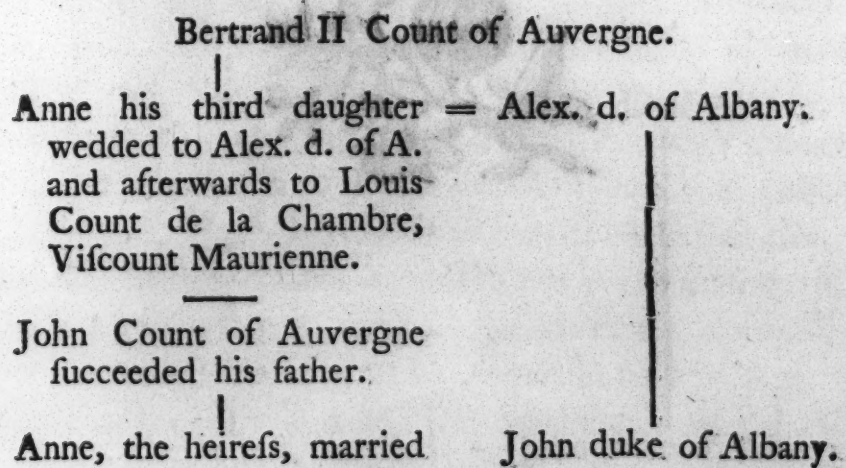 Bertrand II Count of Auvergne.
Anne his third daughter = Alex. d. of Albany.
wedded to Alex. d. of A.
and afterwards to Louis
Count de la Chambre,
Viſcount Maurienne.
John Count of Auvergne
ſucceeded his father.
Anne, the heireſs, married John duke of Albany.